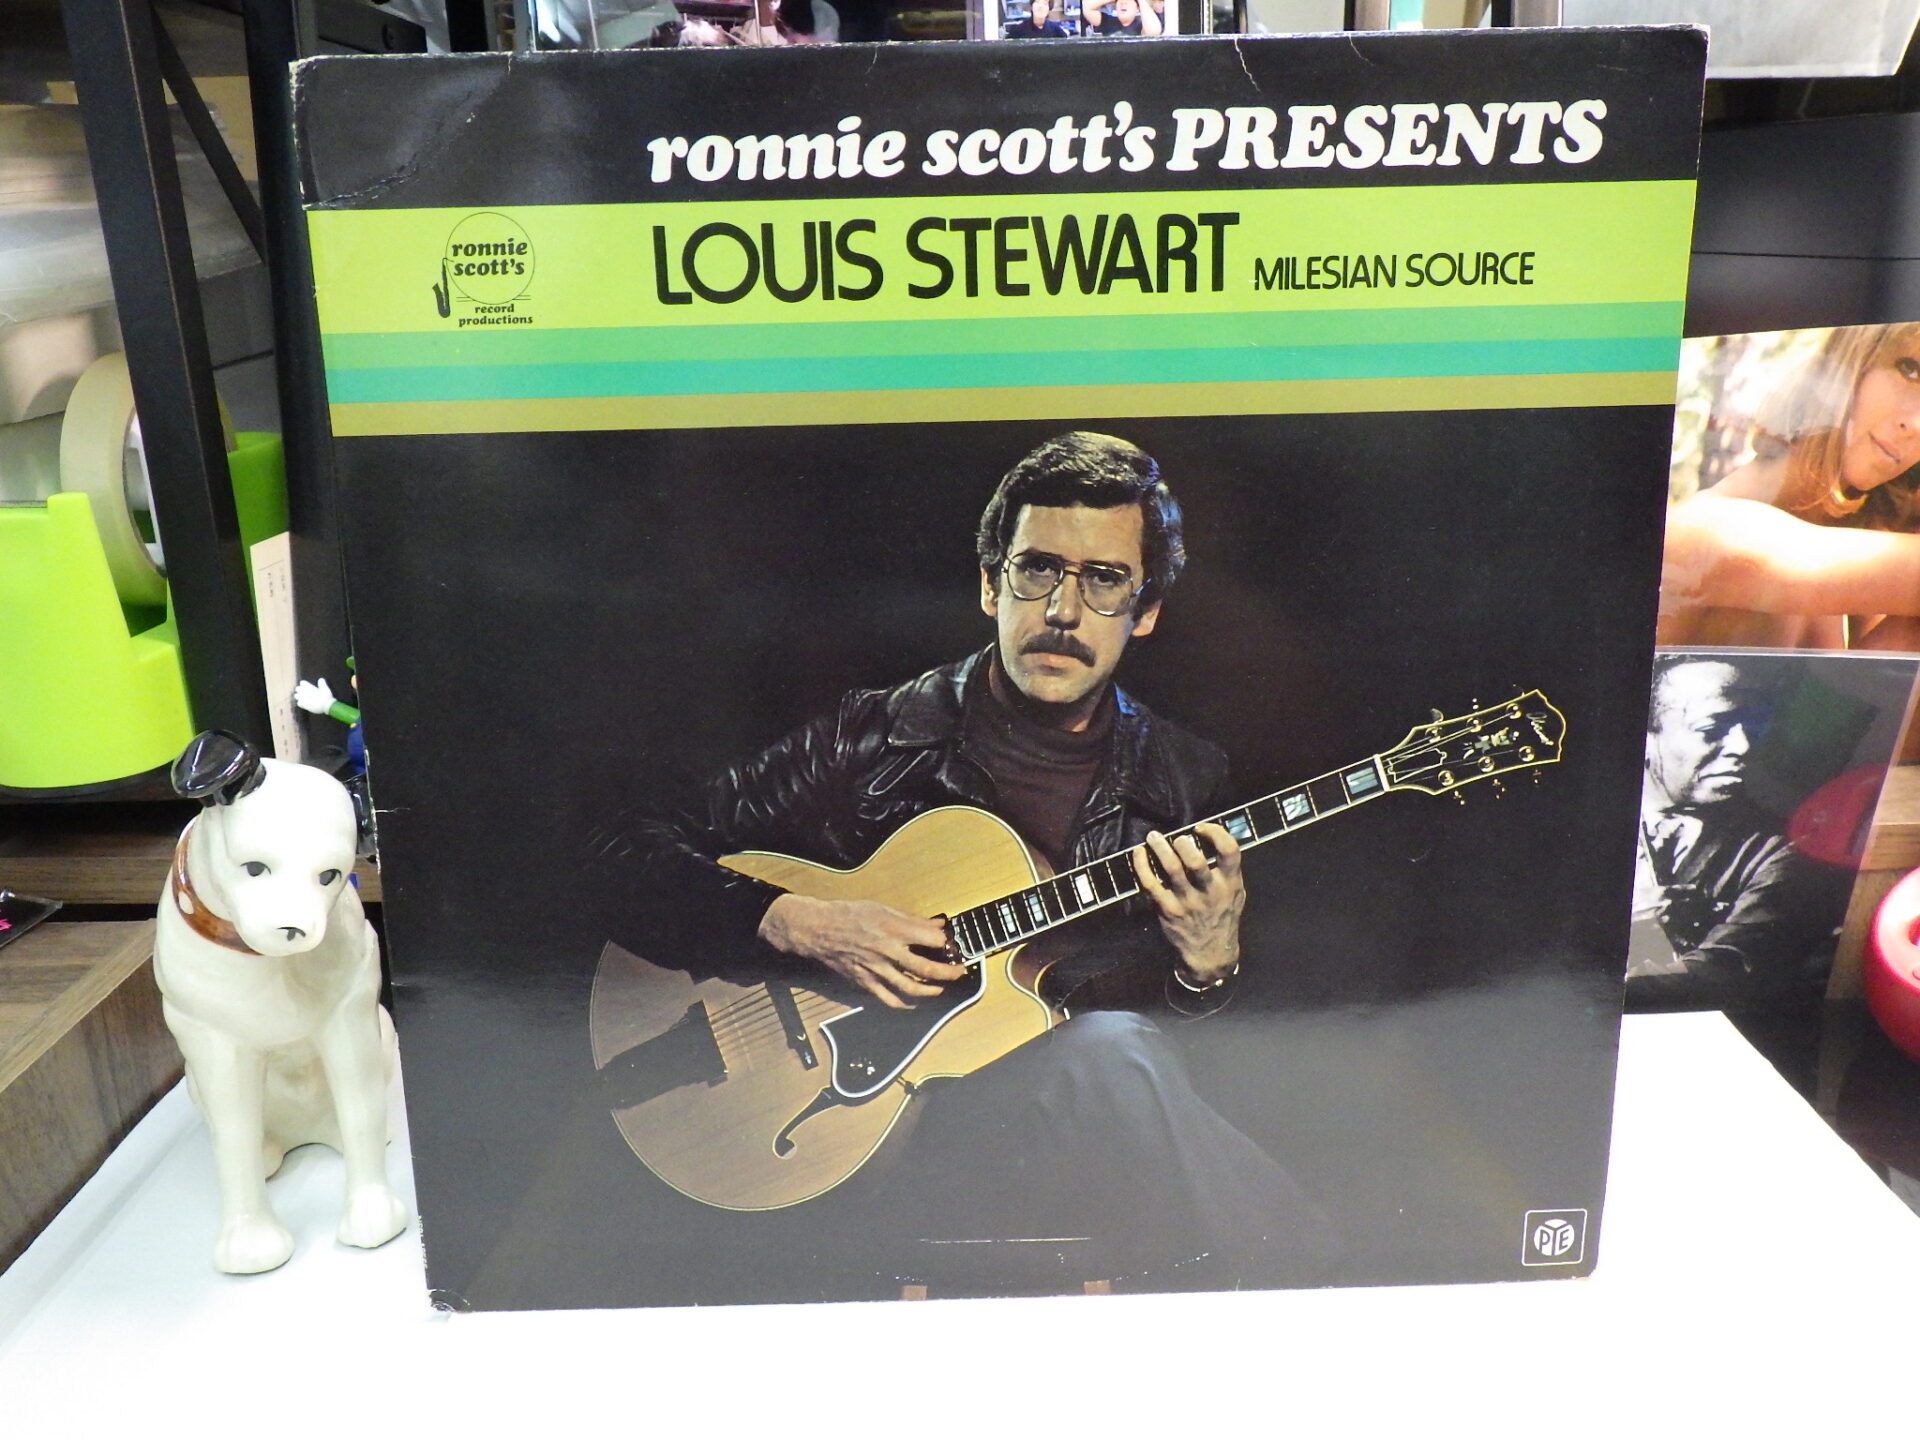 ronnie scott's PRESENTS
LOUIS STEWART MILESIAN SOURCE
ronnie
scott's
record
productions
PYE